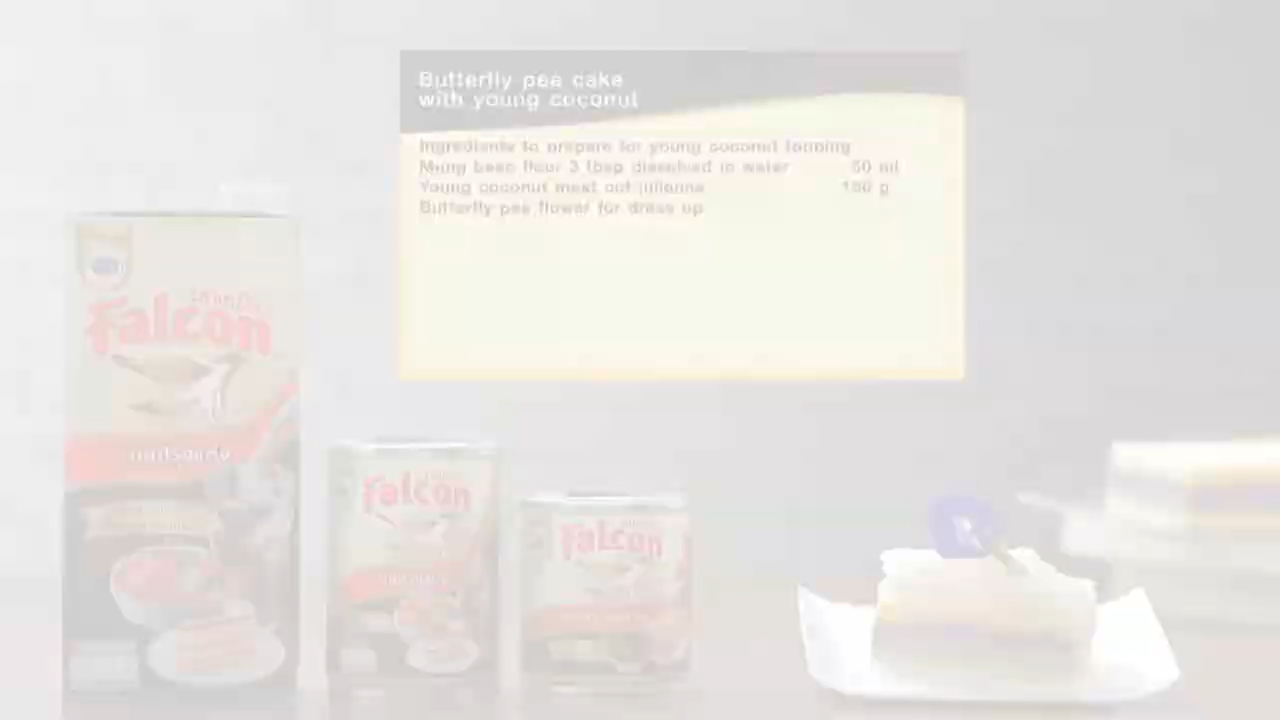 Butterfly pea cake
with young coconut
Ingredients to prepare for young coconut topping
Mung bean flour 3 tbsp dissolved in water 50 ml
Young coconut meat cut julienne g
Butterfly pea flower for dress up
Falcon
Falcon
Falcon